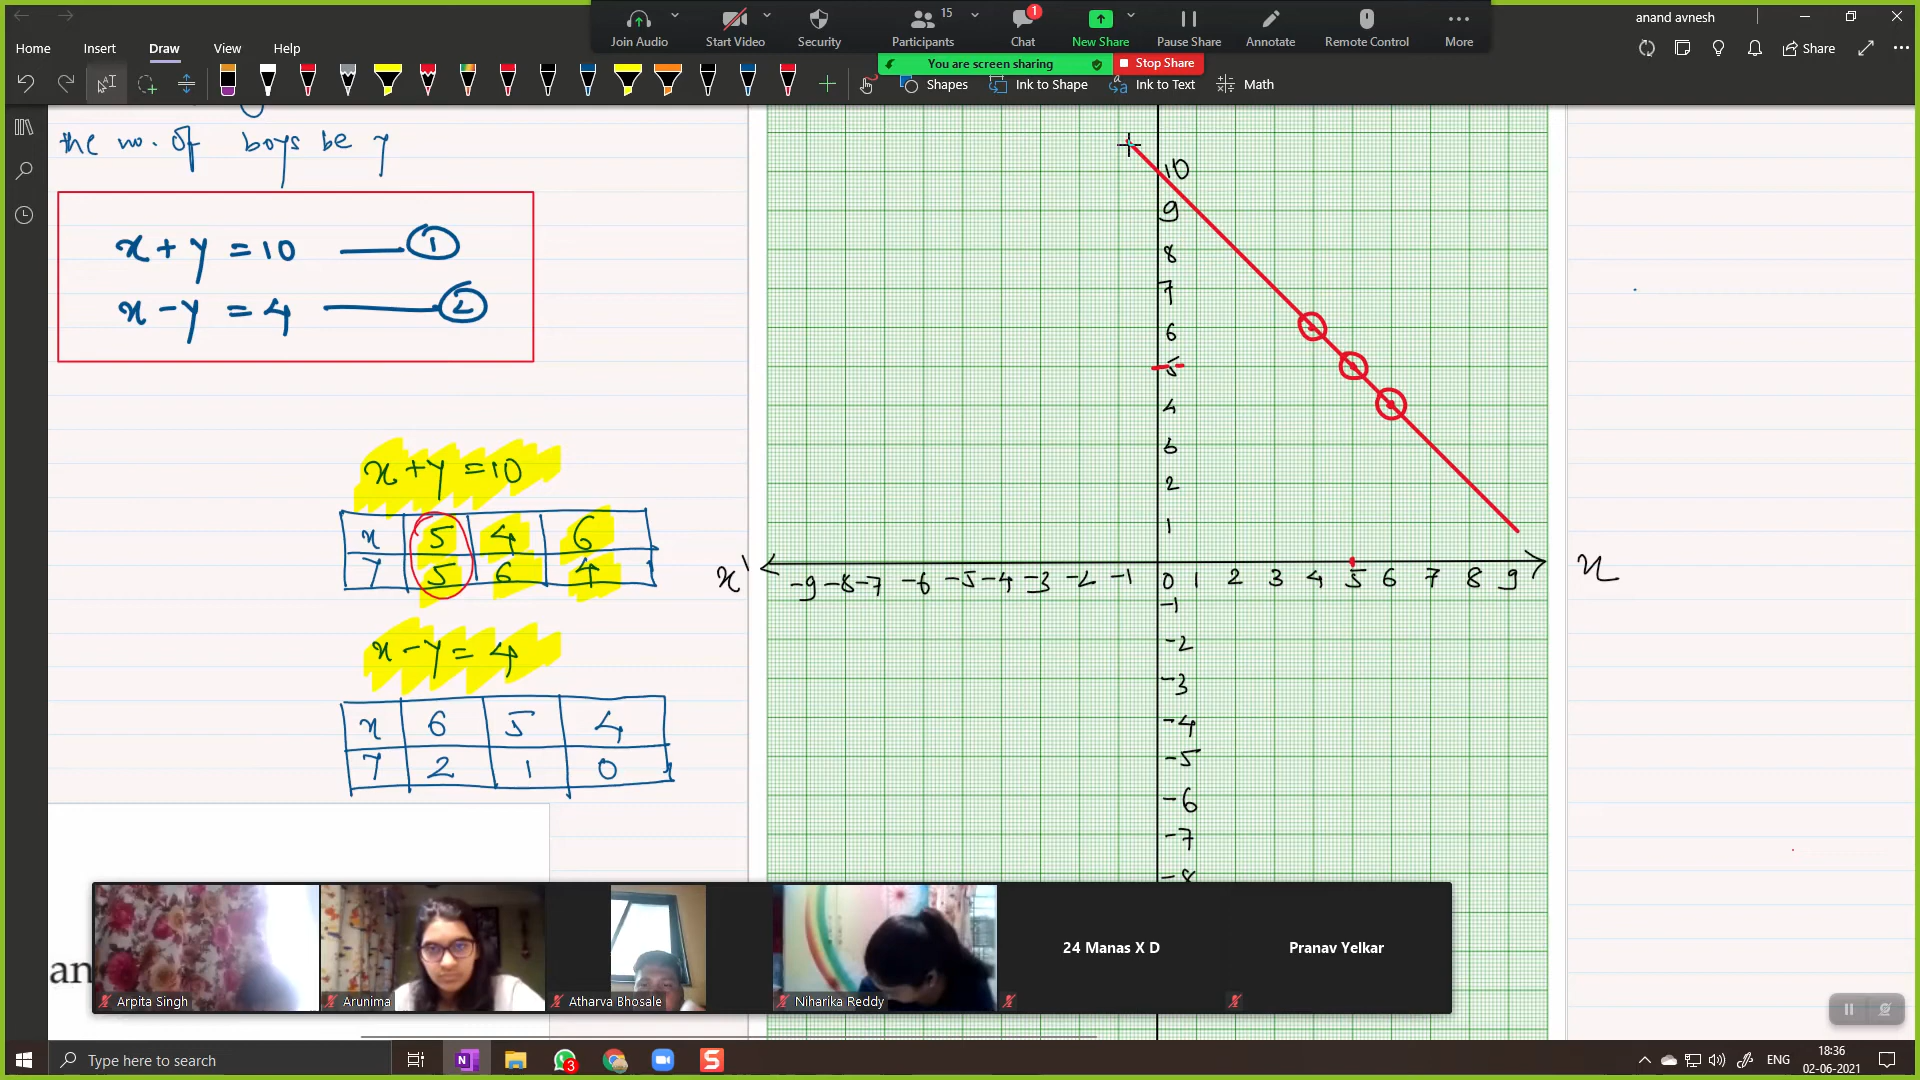 anand avnesh
Join Audio
Start Video
Security
15
Participants
1
Chat
New Share
Pause Share
Annotate
Remote Control
More
You are screen sharing
Stop Share
Home Insert Draw View Help
Share
Shapes
Ink to Shape
Ink to Text
Math
the no. of boys be y
x + y = 10 —— 1
x - y = 4 —— 2
x + y = 10
x 5 4 6
y 5 6 4
x - y = 4
x 6 5 4
y 2 1 0
10
9
8
7
6
5
4
3
2
1
x' -9 -8 -7 -6 -5 -4 -3 -2 -1 0 1 2 3 4 5 6 7 8 9 x
-1
-2
-3
-4
-5
-6
-7
-8
an
Arpita Singh
Arunima
Atharva Bhosale
Niharika Reddy
24 Manas X D
Pranav Yelkar
Type here to search
3
ENG
18:36
02-06-2021